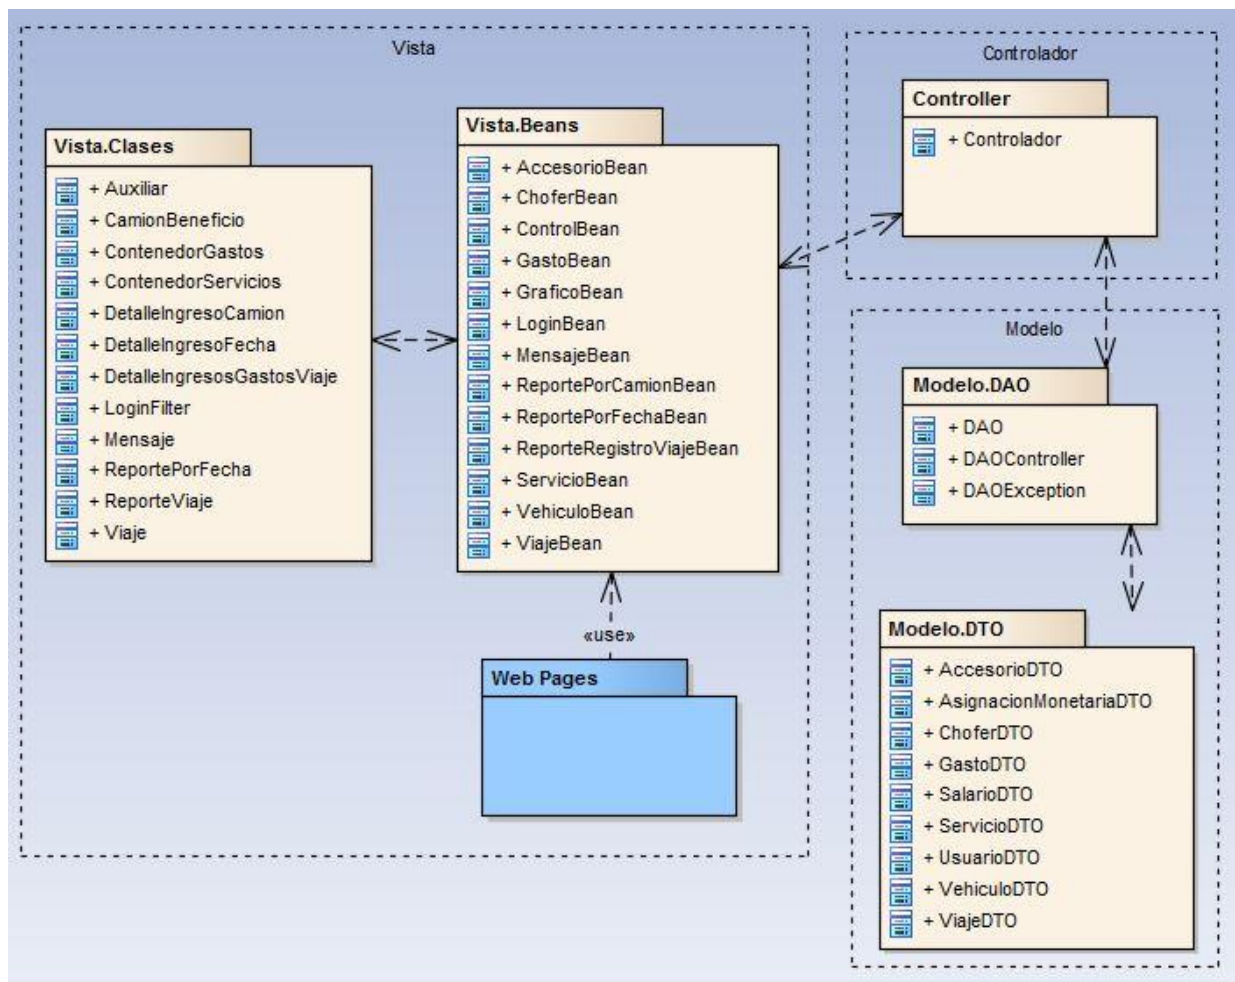 Vista
Vista.Clases
+ Auxiliar
+ CamionBeneficio
+ ContenedorGastos
+ ContenedorServicios
+ DetalleIngresoCamion
+ DetalleIngresoFecha
+ DetalleIngresosGastosViaje
+ LoginFilter
+ Mensaje
+ ReportePorFecha
+ ReporteViaje
+ Viaje
Vista.Beans
+ AccesorioBean
+ ChoferBean
+ ControlBean
+ GastoBean
+ GraficoBean
+ LoginBean
+ MensajeBean
+ ReportePorCamionBean
+ ReportePorFechaBean
+ ReporteRegistroViajeBean
+ ServicioBean
+ VehiculoBean
+ ViajeBean
«use»
Web Pages
Controlador
Controller
+ Controlador
Modelo
Modelo.DAO
+ DAO
+ DAOController
+ DAOException
Modelo.DTO
+ AccesorioDTO
+ AsignacionMonetariaDTO
+ ChoferDTO
+ GastoDTO
+ SalarioDTO
+ ServicioDTO
+ UsuarioDTO
+ VehiculoDTO
+ ViajeDTO